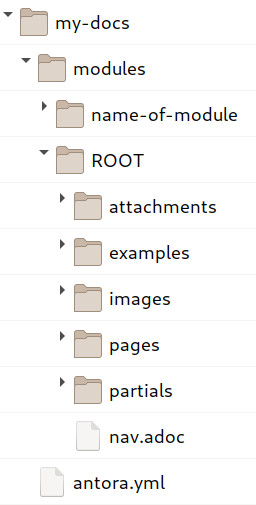 my-docs
modules
name-of-module
ROOT
attachments
examples
images
pages
partials
nav.adoc
antora.yml